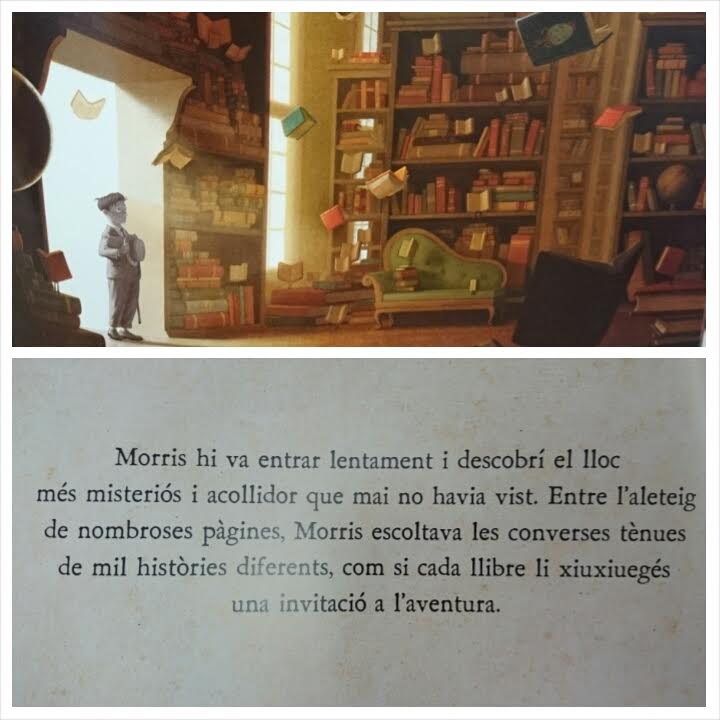 Morris hi va entrar lentament i descobrí el lloc
més misteriós i acollidor que mai no havia vist. Entre l'aleteig
de nombroses pàgines, Morris escoltava les converses tènues
de mil històries diferents, com si cada llibre li xiuxiuegés
una invitació a l'aventura.